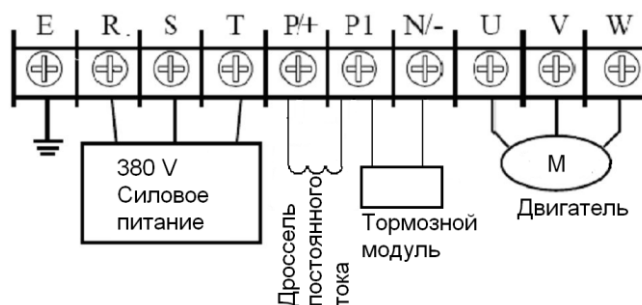 E R S T P/+ P1 N/- U V W
380 V
Силовое
питание
Дроссель
постоянного
тока
Тормозной
модуль
M
Двигатель